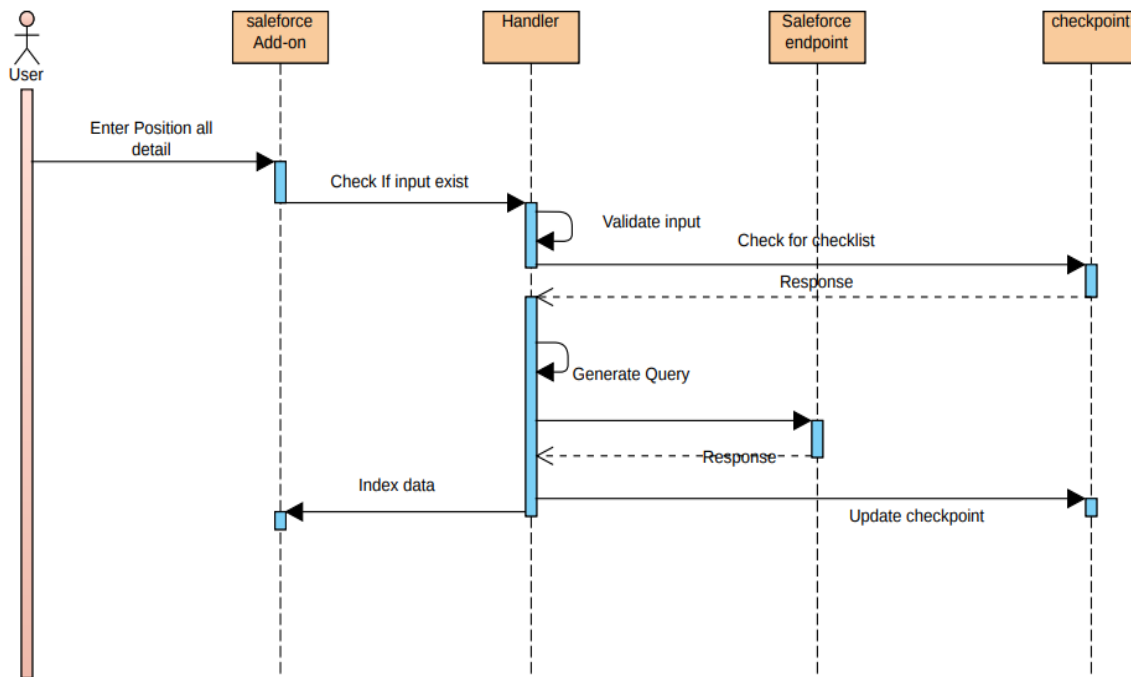 saleforce
Add-on
Handler
Saleforce
endpoint
checkpoint
User
Enter Position all
detail
Check If input exist
Validate input
Check for checklist
Response
Generate Query
Response
Index data
Update checkpoint